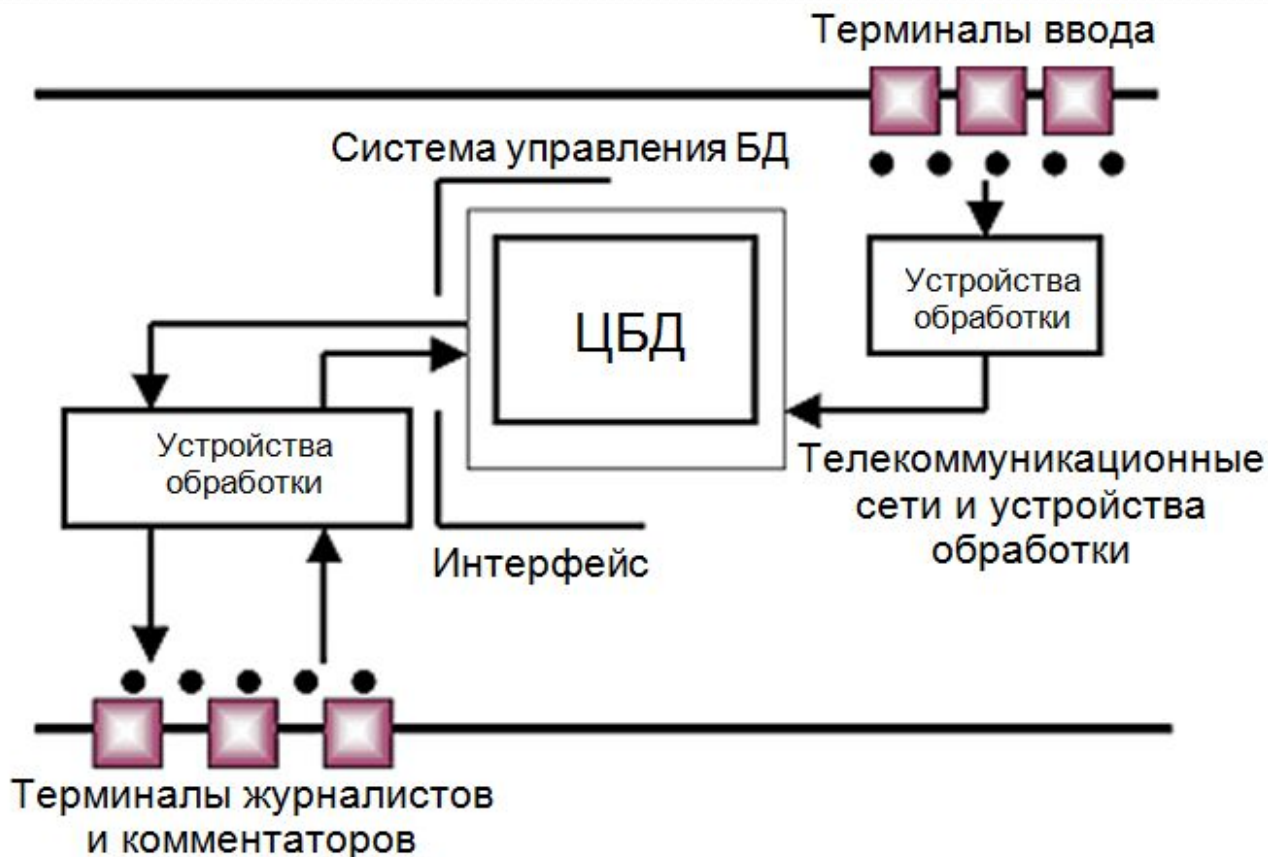 Терминалы ввода
Система управления БД
Устройства
обработки
ЦБД
Устройства
обработки
Телекоммуникационные
сети и устройства
обработки
Интерфейс
Терминалы журналистов
и комментаторов